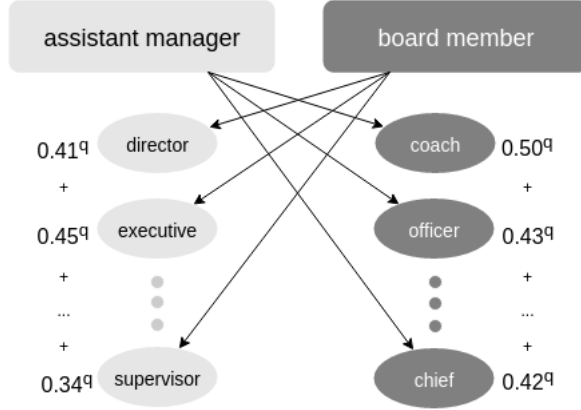 assistant manager board member
0.41q director coach 0.50q
+ +
0.45q executive officer 0.43q
+ +
... ...
+ +
0.34q supervisor chief 0.42q